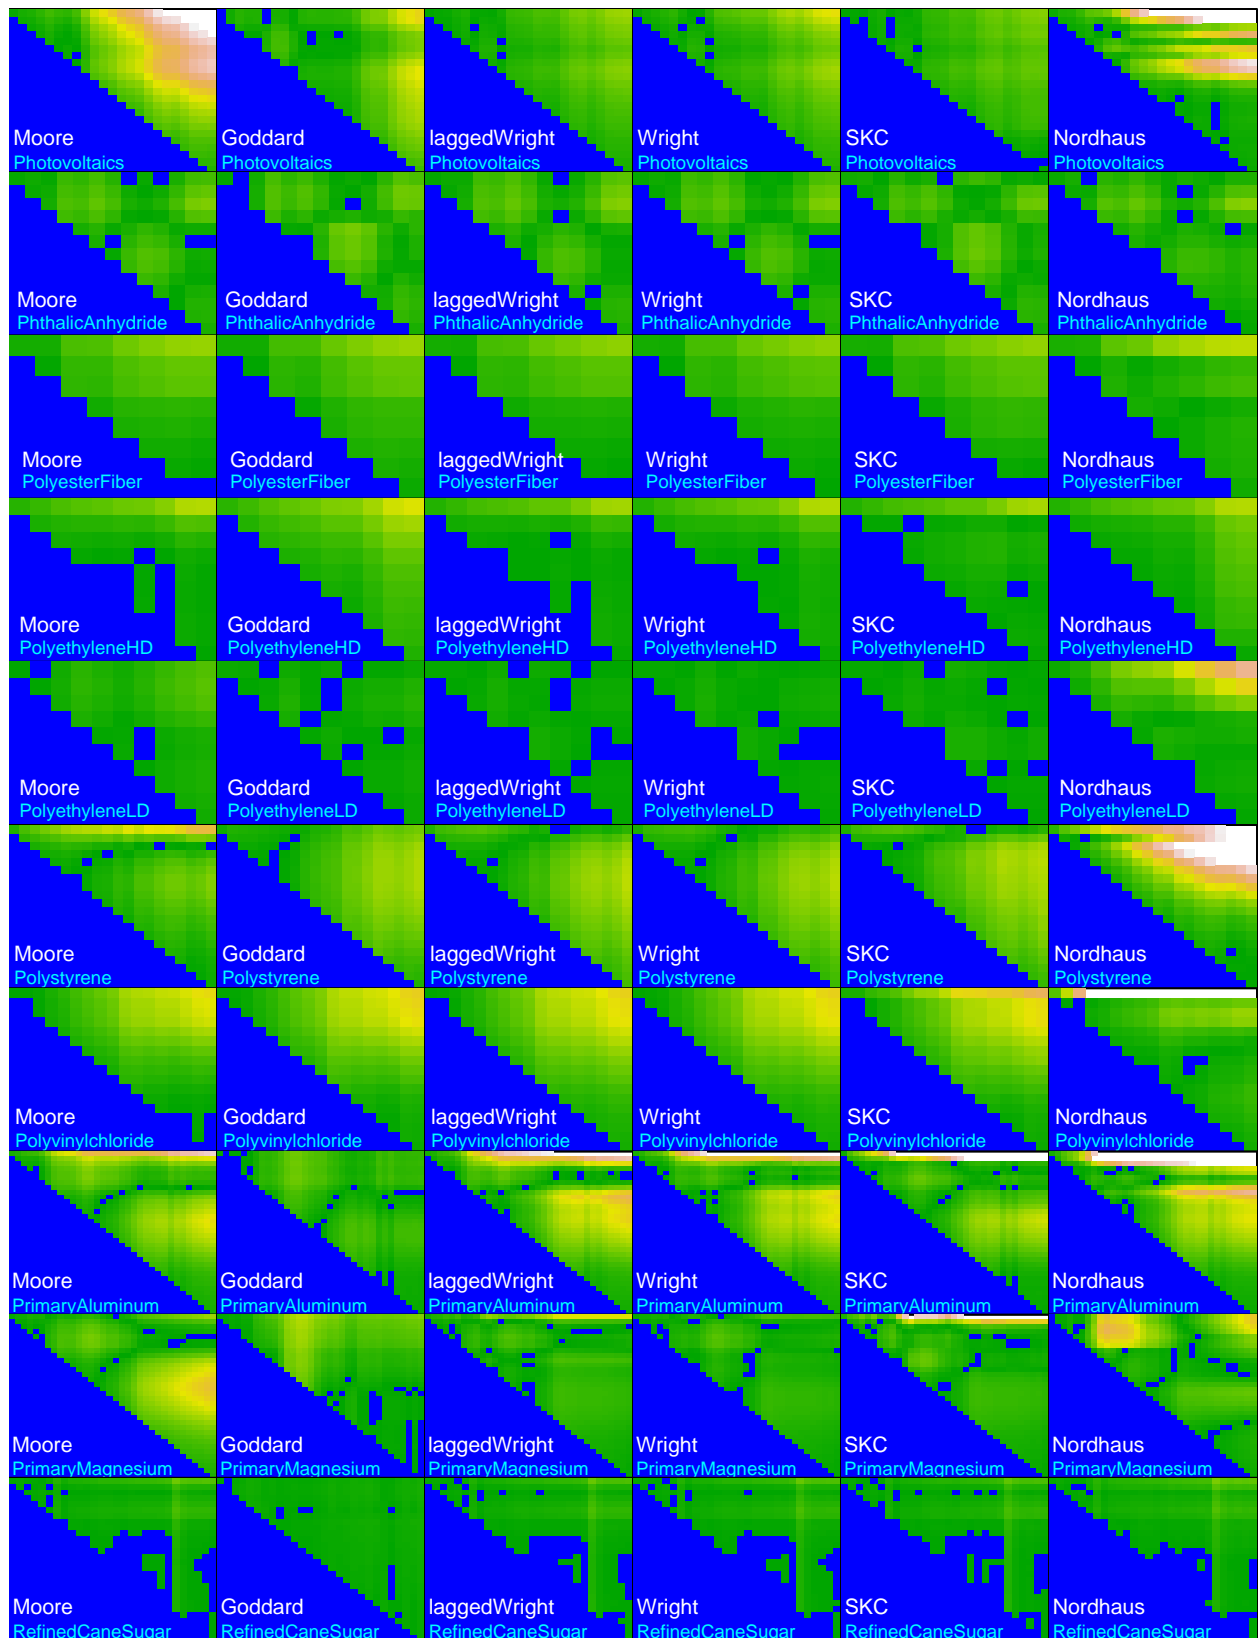 Moore Goddard laggedWright Wright SKC Nordhaus
Photovoltaics Photovoltaics Photovoltaics Photovoltaics Photovoltaics Photovoltaics
Moore Goddard laggedWright Wright SKC Nordhaus
PhthalicAnhydride PhthalicAnhydride PhthalicAnhydride PhthalicAnhydride PhthalicAnhydride PhthalicAnhydride
Moore Goddard laggedWright Wright SKC Nordhaus
PolyesterFiber PolyesterFiber PolyesterFiber PolyesterFiber PolyesterFiber PolyesterFiber
Moore Goddard laggedWright Wright SKC Nordhaus
PolyethyleneHD PolyethyleneHD PolyethyleneHD PolyethyleneHD PolyethyleneHD PolyethyleneHD
Moore Goddard laggedWright Wright SKC Nordhaus
PolyethyleneLD PolyethyleneLD PolyethyleneLD PolyethyleneLD PolyethyleneLD PolyethyleneLD
Moore Goddard laggedWright Wright SKC Nordhaus
Polystyrene Polystyrene Polystyrene Polystyrene Polystyrene Polystyrene
Moore Goddard laggedWright Wright SKC Nordhaus
Polyvinylchloride Polyvinylchloride Polyvinylchloride Polyvinylchloride Polyvinylchloride Polyvinylchloride
Moore Goddard laggedWright Wright SKC Nordhaus
PrimaryAluminum PrimaryAluminum PrimaryAluminum PrimaryAluminum PrimaryAluminum PrimaryAluminum
Moore Goddard laggedWright Wright SKC Nordhaus
PrimaryMagnesium PrimaryMagnesium PrimaryMagnesium PrimaryMagnesium PrimaryMagnesium PrimaryMagnesium
Moore Goddard laggedWright Wright SKC Nordhaus
RefinedCaneSugar RefinedCaneSugar RefinedCaneSugar RefinedCaneSugar RefinedCaneSugar RefinedCaneSugar